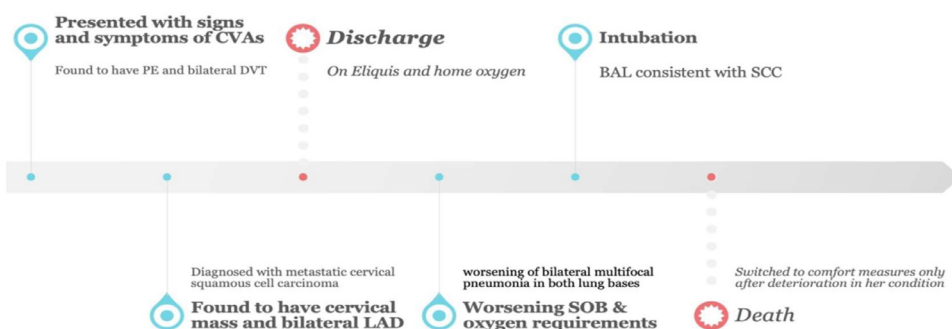 Presented with signs
and symptoms of CVAs
Found to have PE and bilateral DVT
Discharge
On Eliquis and home oxygen
Intubation
BAL consistent with SCC
Diagnosed with metastatic cervical
squamous cell carcinoma
Found to have cervical
mass and bilateral LAD
worsening of bilateral multifocal
pneumonia in both lung bases
Worsening SOB &
oxygen requirements
Switched to comfort measures only
after deterioration in her condition
Death